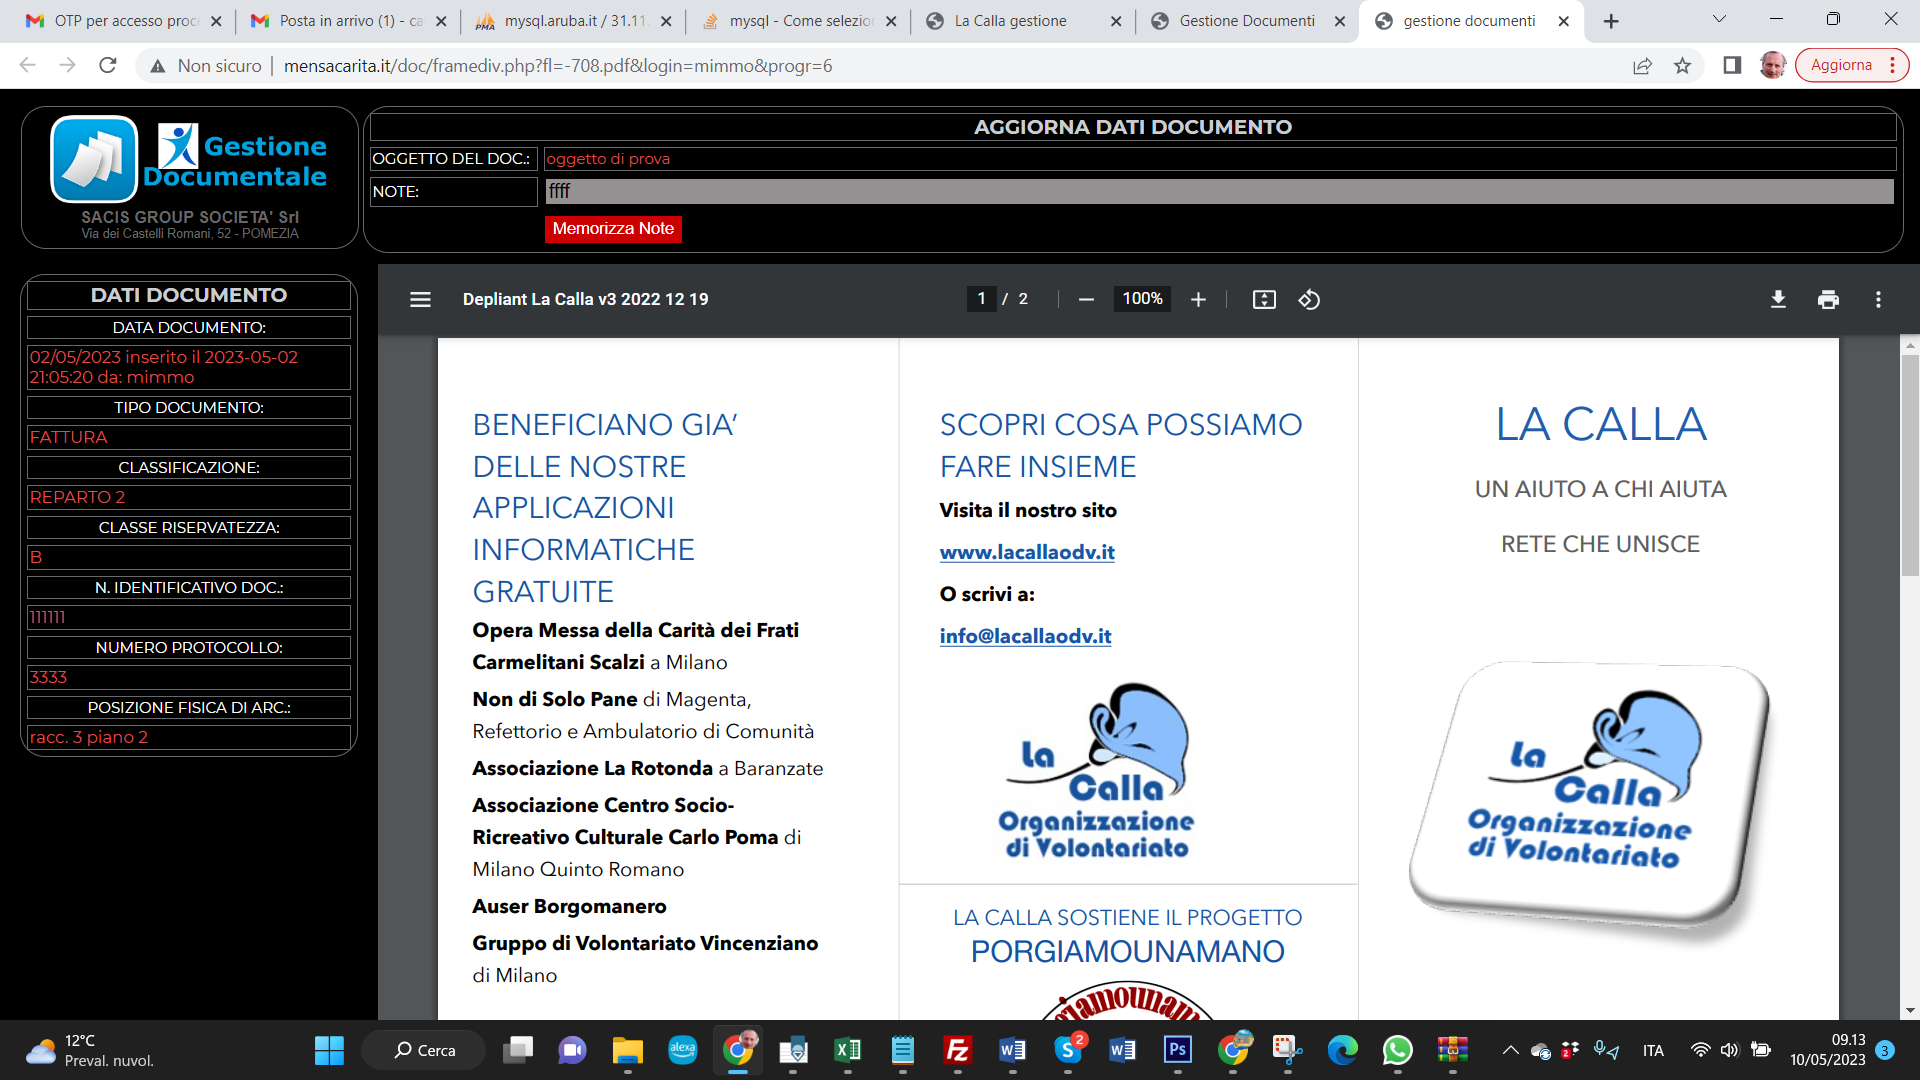 OTP per accesso proc
Posta in arrivo (1) - ca
mysql.aruba.it / 31.11.
mysql - Come selezio
La Calla gestione
Gestione Documenti
gestione documenti
Non sicuro
mensacarita.it/doc/framediv.php?fl=-708.pdf&login=mimmo&progr=6
Aggiorna
Gestione
Documentale
SACIS GROUP SOCIETA' Srl
Via dei Castelli Romani, 52 - POMEZIA
AGGIORNA DATI DOCUMENTO
OGGETTO DEL DOC.: oggetto di prova
NOTE: ffff
Memorizza Note
DATI DOCUMENTO
DATA DOCUMENTO:
02/05/2023 inserito il 2023-05-02
21:05:20 da: mimmo
TIPO DOCUMENTO:
FATTURA
CLASSIFICAZIONE:
REPARTO 2
CLASSE RISERVATEZZA:
B
N. IDENTIFICATIVO DOC.:
111111
NUMERO PROTOCOLLO:
3333
POSIZIONE FISICA DI ARC.:
racc. 3 piano 2
Depliant La Calla v3 2022 12 19
1 / 2
100%
BENEFICIANO GIA'
DELLE NOSTRE
APPLICAZIONI
INFORMATICHE
GRATUITE
Opera Messa della Carità dei Frati
Carmelitani Scalzi a Milano
Non di Solo Pane di Magenta,
Refettorio e Ambulatorio di Comunità
Associazione La Rotonda a Baranzate
Associazione Centro Socio-
Ricreativo Culturale Carlo Poma di
Milano Quinto Romano
Auser Borgomanero
Gruppo di Volontariato Vincenziano
di Milano
SCOPRI COSA POSSIAMO
FARE INSIEME
Visita il nostro sito
www.lacallaodv.it
O scrivi a:
info@lacallaodv.it
La
Calla
Organizzazione
di Volontariato
LA CALLA SOSTIENE IL PROGETTO
PORGIAMOUNAMANO
LA CALLA
UN AIUTO A CHI AIUTA
RETE CHE UNISCE
La
Calla
Organizzazione
di Volontariato
12°C
Preval. nuvol.
Cerca
alexa
2
Ps
2
ITA
09.13
10/05/2023
3